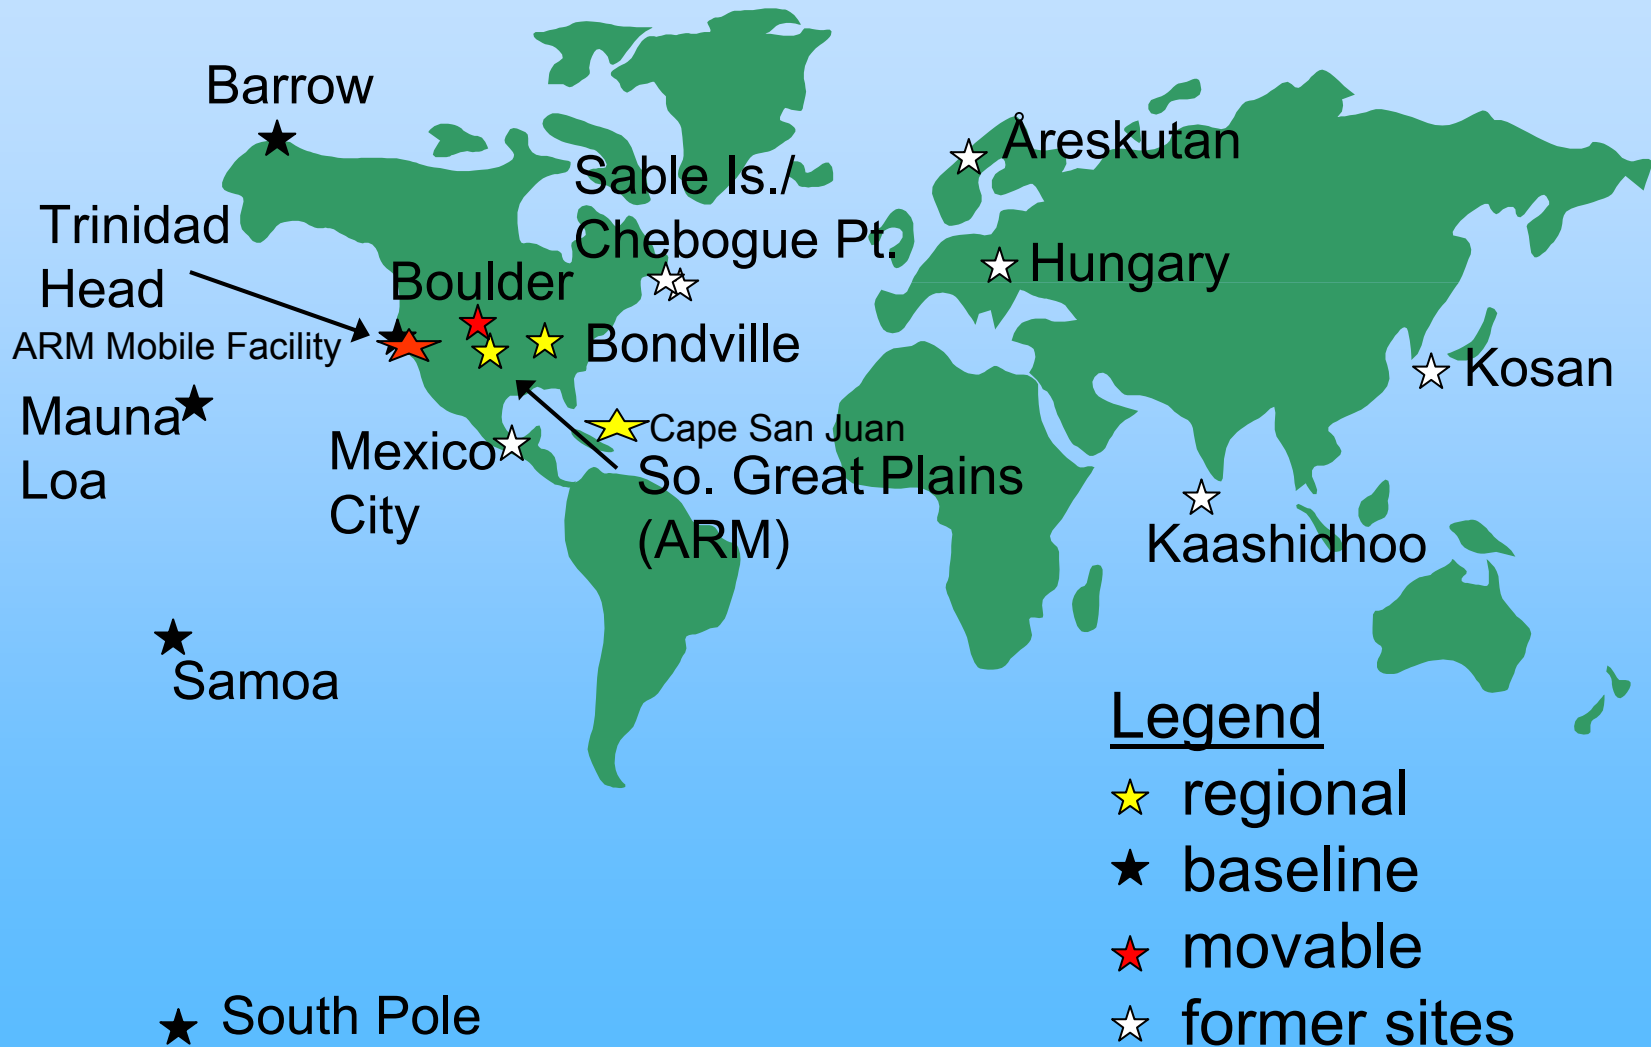 Barrow
Åreskutan
Sable Is./
Chebogue Pt.
Trinidad
Head
Hungary
Boulder
ARM Mobile Facility
Bondville
Kosan
Mauna
Loa
Cape San Juan
Mexico
City
So. Great Plains
(ARM)
Kaashidhoo
Samoa
Legend
regional
baseline
movable
former sites
South Pole